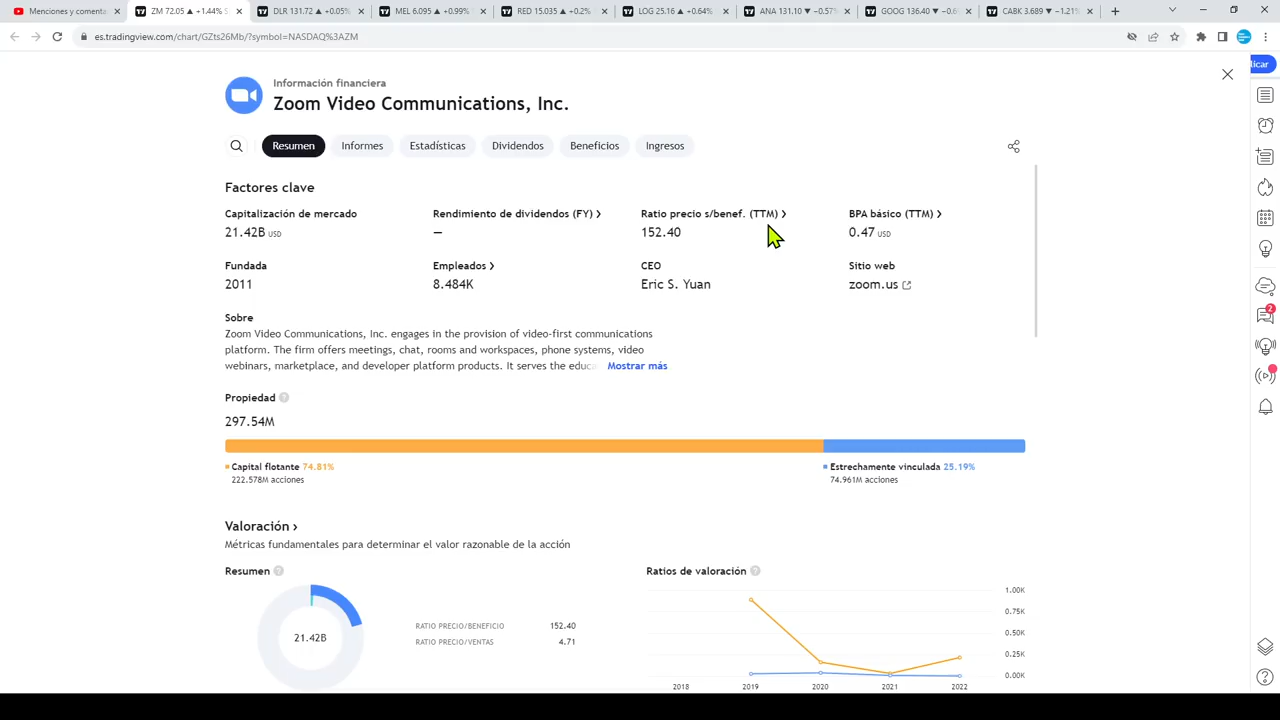 Menciones y comenta
ZM 72.05 ▲ +1.44% S
DLR 131.72 ▲ +0.05%
MEL 6.095 ▲ +0.99%
RED 15.035 ▲ +0.2%
LOG 25.16 ▲ +0.64%
ANA 131.10 ▼ −0.57%
GOOG 136.40 ▼ −0.6
CABK 3.689 ▼ −1.21%
es.tradingview.com/chart/GZts26Mb/?symbol=NASDAQ%3AZM
licar
Información financiera
Zoom Video Communications, Inc.
Resumen Informes Estadísticas Dividendos Beneficios Ingresos
Factores clave
Capitalización de mercado Rendimiento de dividendos (FY) Ratio precio s/benef. (TTM) BPA básico (TTM)
21.42B USD — 152.40 0.47 USD
Fundada Empleados CEO Sitio web
2011 8.484K Eric S. Yuan zoom.us
Sobre
Zoom Video Communications, Inc. engages in the provision of video-first communications
platform. The firm offers meetings, chat, rooms and workspaces, phone systems, video
webinars, marketplace, and developer platform products. It serves the educa Mostrar más
Propiedad
297.54M
Capital flotante 74.81% Estrechamente vinculada 25.19%
222.578M acciones 74.961M acciones
Valoración
Métricas fundamentales para determinar el valor razonable de la acción
Resumen Ratios de valoración
1.00K
0.75K
0.50K
0.25K
0.00K
21.42B
RATIO PRECIO/BENEFICIO 152.40
RATIO PRECIO/VENTAS 4.71
2018 2019 2020 2021 2022
2